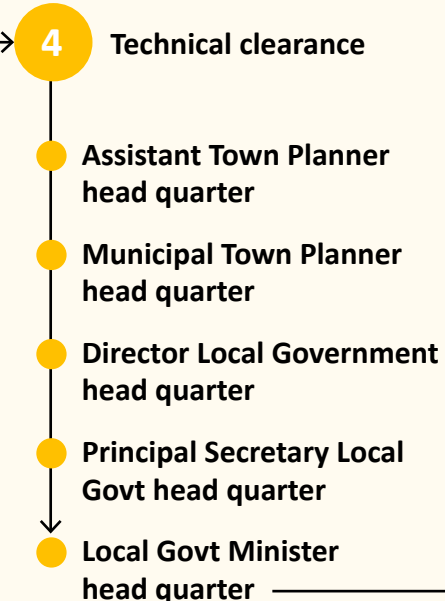 4 Technical clearance
Assistant Town Planner
head quarter
Municipal Town Planner
head quarter
Director Local Government
head quarter
Principal Secretary Local
Govt head quarter
Local Govt Minister
head quarter